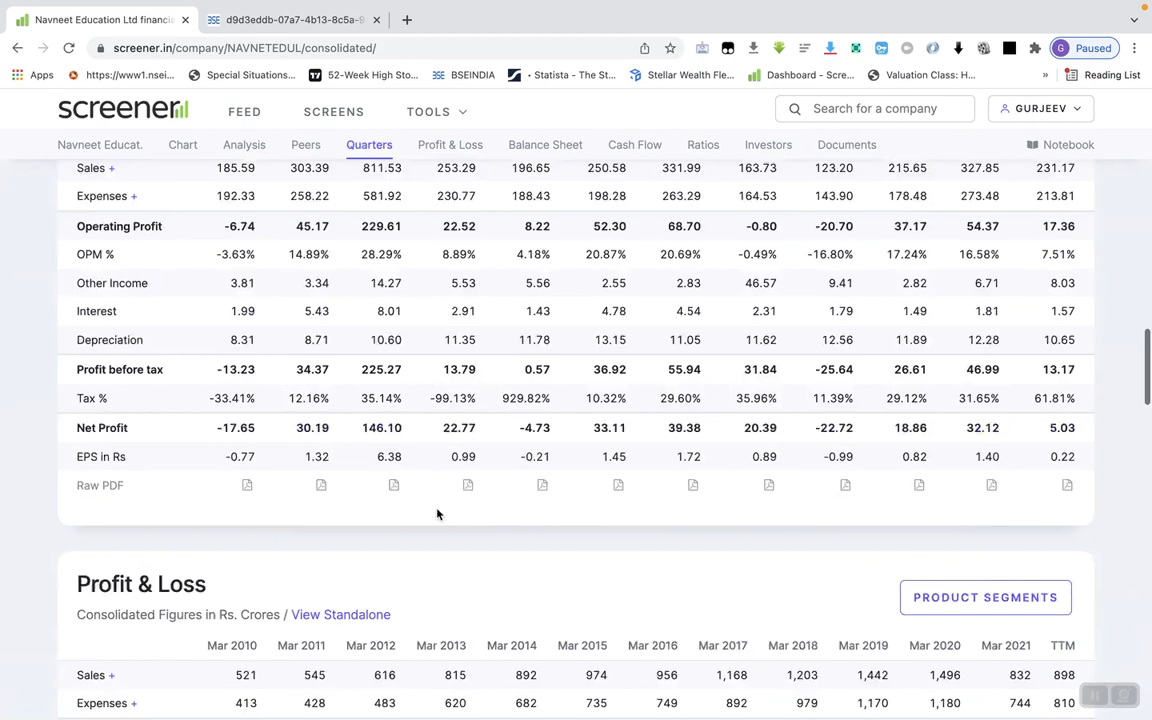 Navneet Education Ltd financia
d9d3eddb-07a7-4b13-8c5a-9
screener.in/company/NAVNETEDUL/consolidated/
G Paused
Apps https://www1.nsei... Special Situations... 52-Week High Sto... BSE BSEINDIA • Statista - The St... Stellar Wealth Fle... Dashboard - Scre... Valuation Class: H... » Reading List
screener FEED SCREENS TOOLS Search for a company GURJEEV
Navneet Educat. Chart Analysis Peers Quarters Profit & Loss Balance Sheet Cash Flow Ratios Investors Documents Notebook
Sales + 185.59 303.39 811.53 253.29 196.65 250.58 331.99 163.73 123.20 215.65 327.85 231.17
Expenses + 192.33 258.22 581.92 230.77 188.43 198.28 263.29 164.53 143.90 178.48 273.48 213.81
Operating Profit -6.74 45.17 229.61 22.52 8.22 52.30 68.70 -0.80 -20.70 37.17 54.37 17.36
OPM % -3.63% 14.89% 28.29% 8.89% 4.18% 20.87% 20.69% -0.49% -16.80% 17.24% 16.58% 7.51%
Other Income 3.81 3.34 14.27 5.53 5.56 2.55 2.83 46.57 9.41 2.82 6.71 8.03
Interest 1.99 5.43 8.01 2.91 1.43 4.78 4.54 2.31 1.79 1.49 1.81 1.57
Depreciation 8.31 8.71 10.60 11.35 11.78 13.15 11.05 11.62 12.56 11.89 12.28 10.65
Profit before tax -13.23 34.37 225.27 13.79 0.57 36.92 55.94 31.84 -25.64 26.61 46.99 13.17
Tax % -33.41% 12.16% 35.14% -99.13% 929.82% 10.32% 29.60% 35.96% 11.39% 29.12% 31.65% 61.81%
Net Profit -17.65 30.19 146.10 22.77 -4.73 33.11 39.38 20.39 -22.72 18.86 32.12 5.03
EPS in Rs -0.77 1.32 6.38 0.99 -0.21 1.45 1.72 0.89 -0.99 0.82 1.40 0.22
Raw PDF
Profit & Loss
PRODUCT SEGMENTS
Consolidated Figures in Rs. Crores / View Standalone
Mar 2010 Mar 2011 Mar 2012 Mar 2013 Mar 2014 Mar 2015 Mar 2016 Mar 2017 Mar 2018 Mar 2019 Mar 2020 Mar 2021 TTM
Sales + 521 545 616 815 892 974 956 1,168 1,203 1,442 1,496 832 898
Expenses + 413 428 483 620 682 735 749 892 979 1,170 1,180 744 810